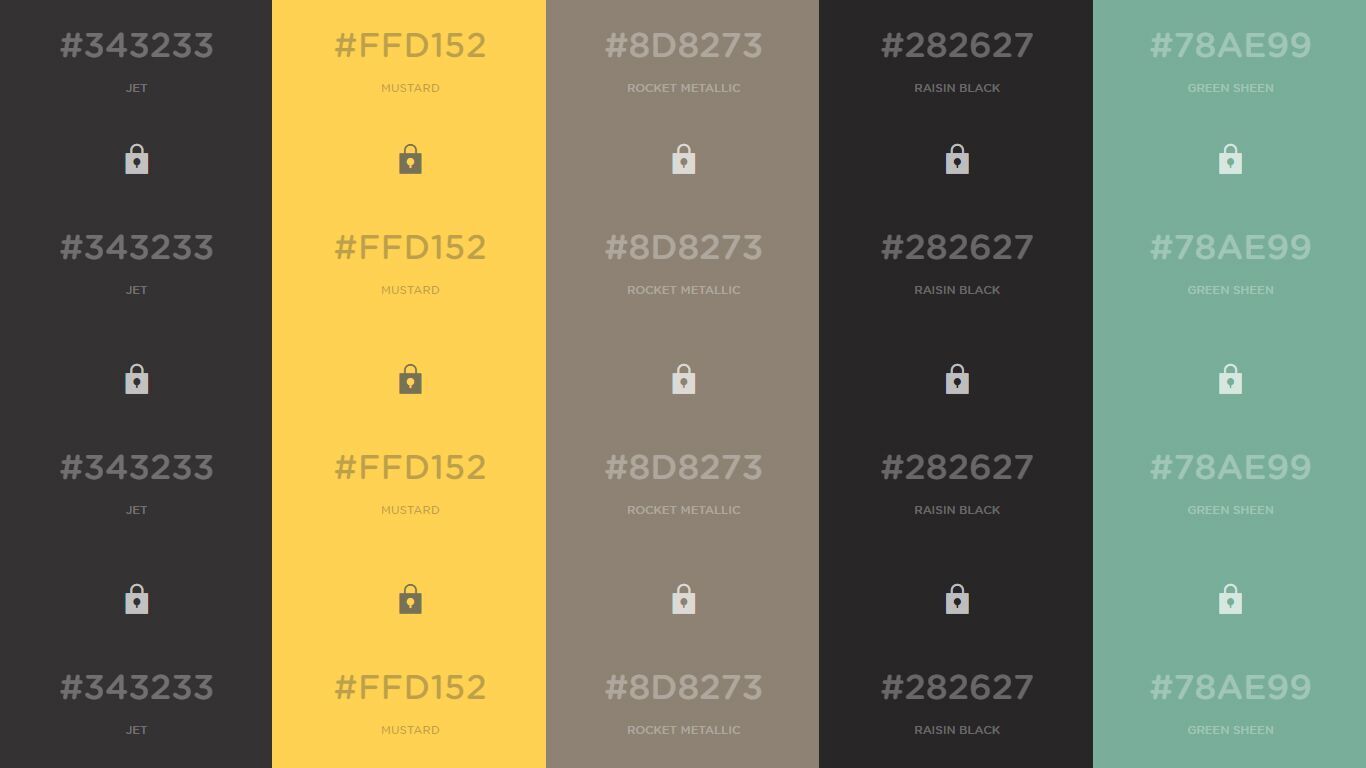 #343233 #FFD152 #8D8273 #282627 #78AE99
JET MUSTARD ROCKET METALLIC RAISIN BLACK GREEN SHEEN
#343233 #FFD152 #8D8273 #282627 #78AE99
JET MUSTARD ROCKET METALLIC RAISIN BLACK GREEN SHEEN
#343233 #FFD152 #8D8273 #282627 #78AE99
JET MUSTARD ROCKET METALLIC RAISIN BLACK GREEN SHEEN
#343233 #FFD152 #8D8273 #282627 #78AE99
JET MUSTARD ROCKET METALLIC RAISIN BLACK GREEN SHEEN